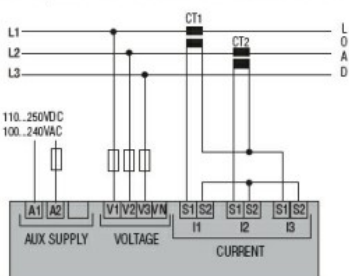 CT1
L1
L
L2
CT2
O
A
L3
D
110...250VDC
100...240VAC
A1 A2
V1 V2 V3 VN
S1 S2 S1 S2 S1 S2
I1 I2 I3
AUX SUPPLY VOLTAGE CURRENT